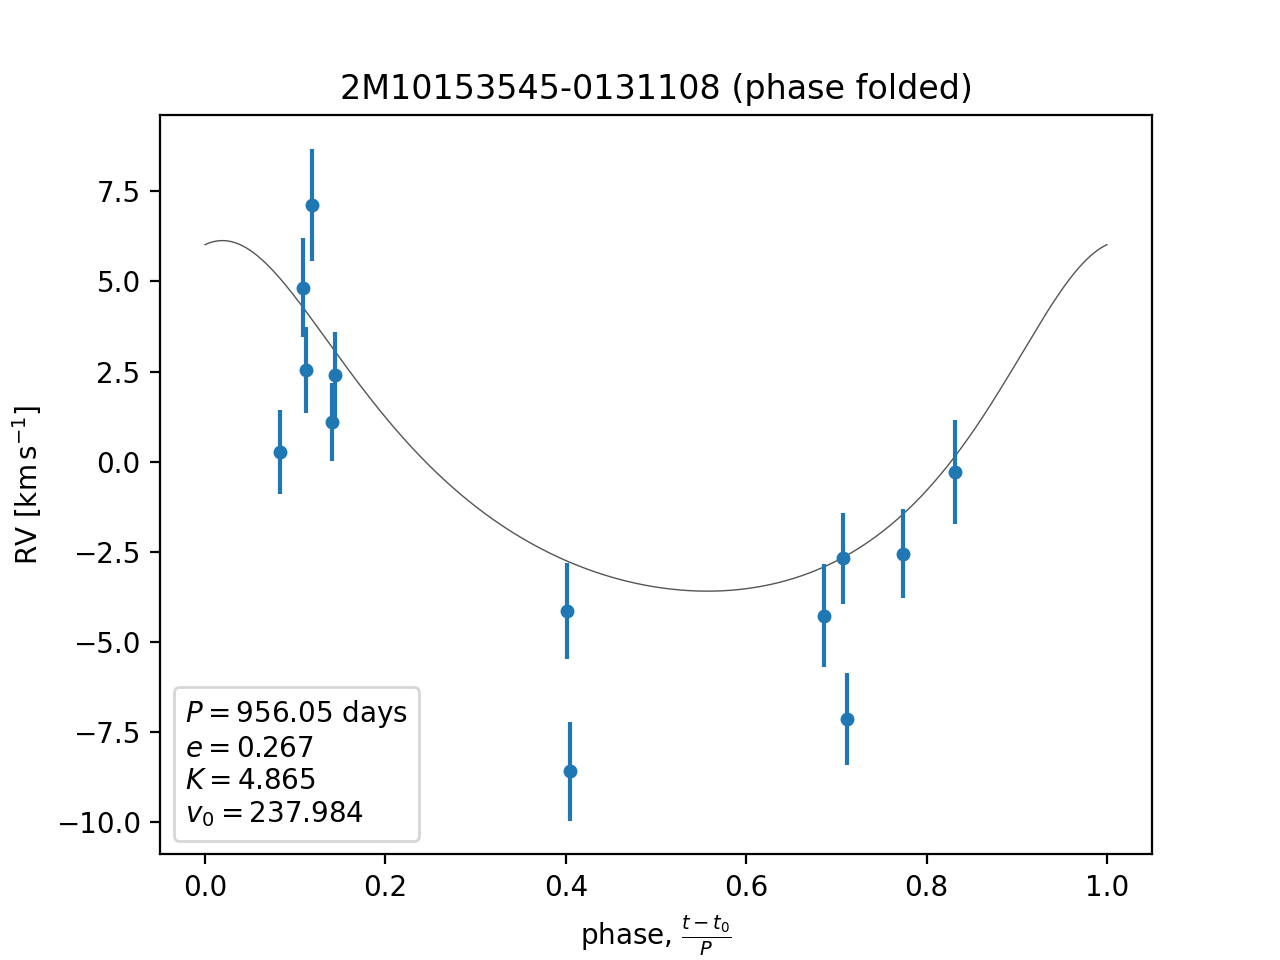 2M10153545-0131108 (phase folded)
RV [km s⁻¹]
7.5
5.0
2.5
0.0
−2.5
−5.0
−7.5
−10.0
P = 956.05 days
e = 0.267
K = 4.865
v₀ = 237.984
0.0 0.2 0.4 0.6 0.8 1.0
phase, (t − t₀)/P